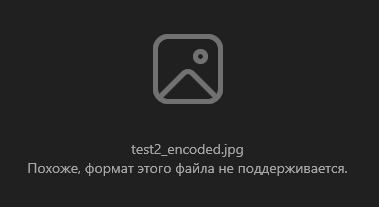 test2_encoded.jpg
Похоже, формат этого файла не поддерживается.